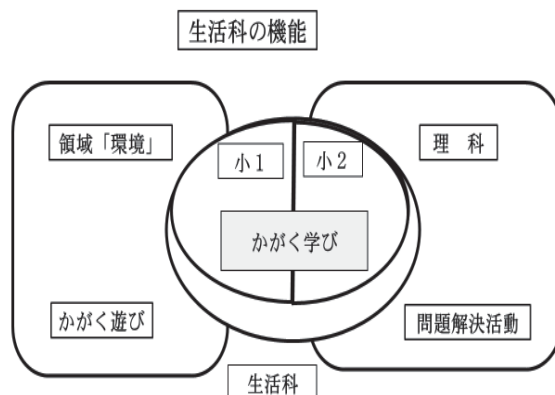 生活科の機能
領域「環境」
小1
小2
理　科
かがく学び
かがく遊び
問題解決活動
生活科